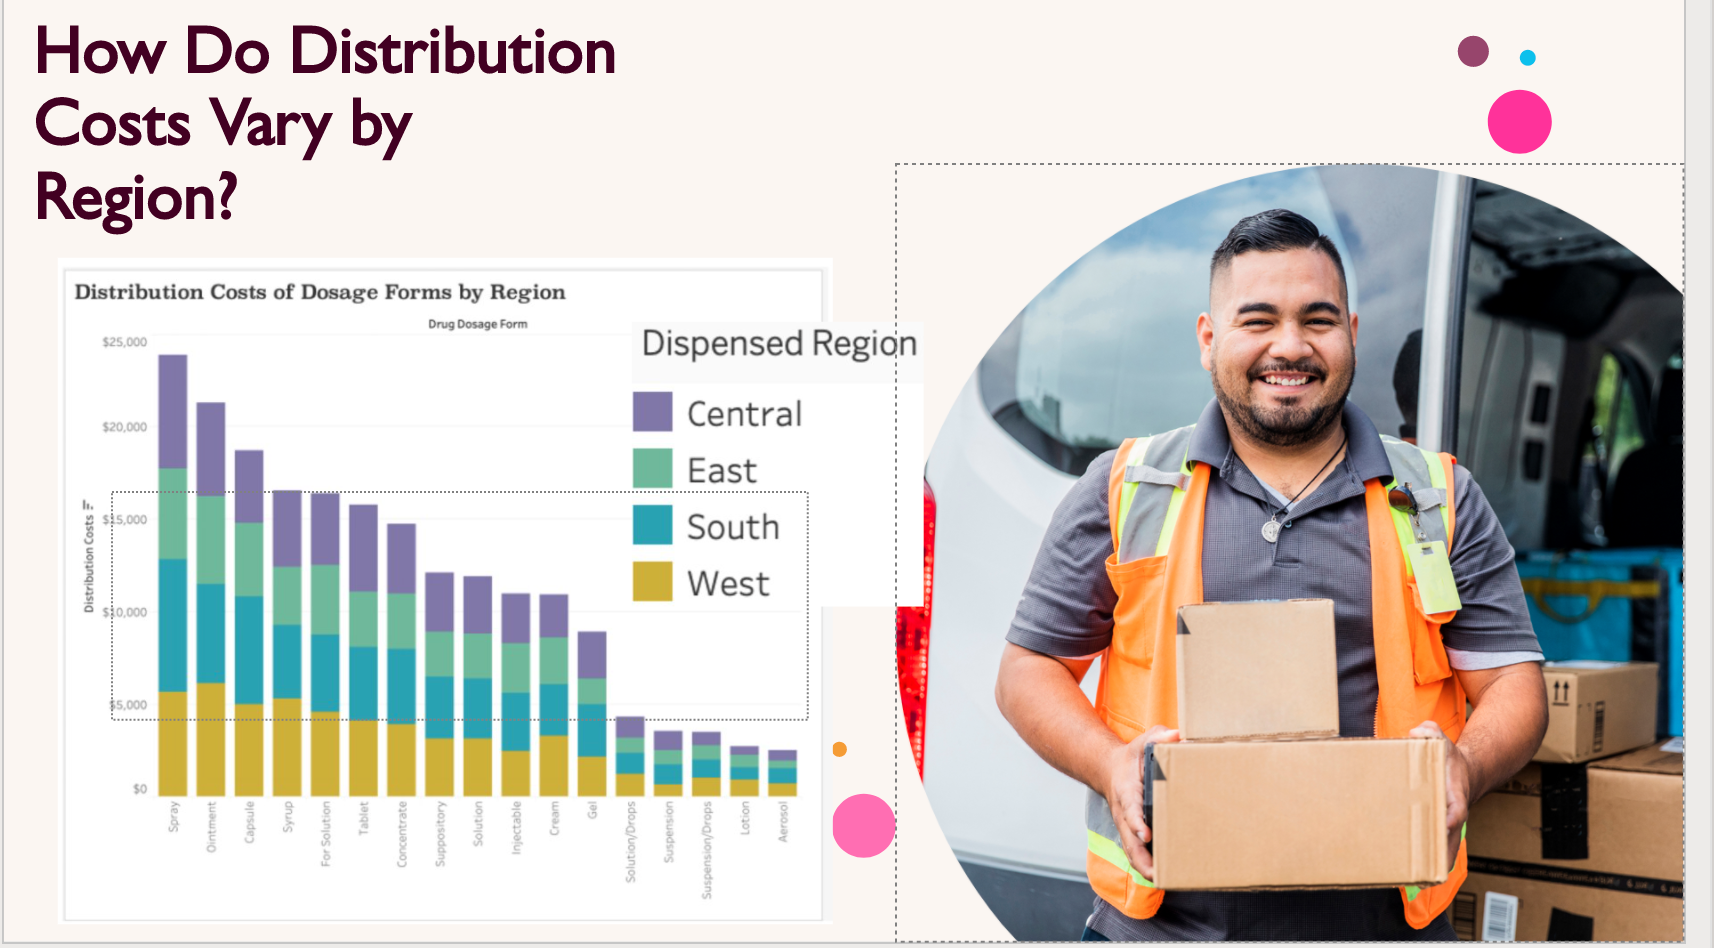 How Do Distribution
Costs Vary by
Region?
Distribution Costs of Dosage Forms by Region
Drug Dosage Form
Dispensed Region
Central
East
South
West
Distribution Costs
$25,000
$20,000
$15,000
$10,000
$5,000
$0
Spray
Ointment
Capsule
Syrup
For Solution
Tablet
Concentrate
Suppository
Solution
Injectable
Cream
Gel
Solution/Drops
Suspension
Suspension/Drops
Lotion
Aerosol